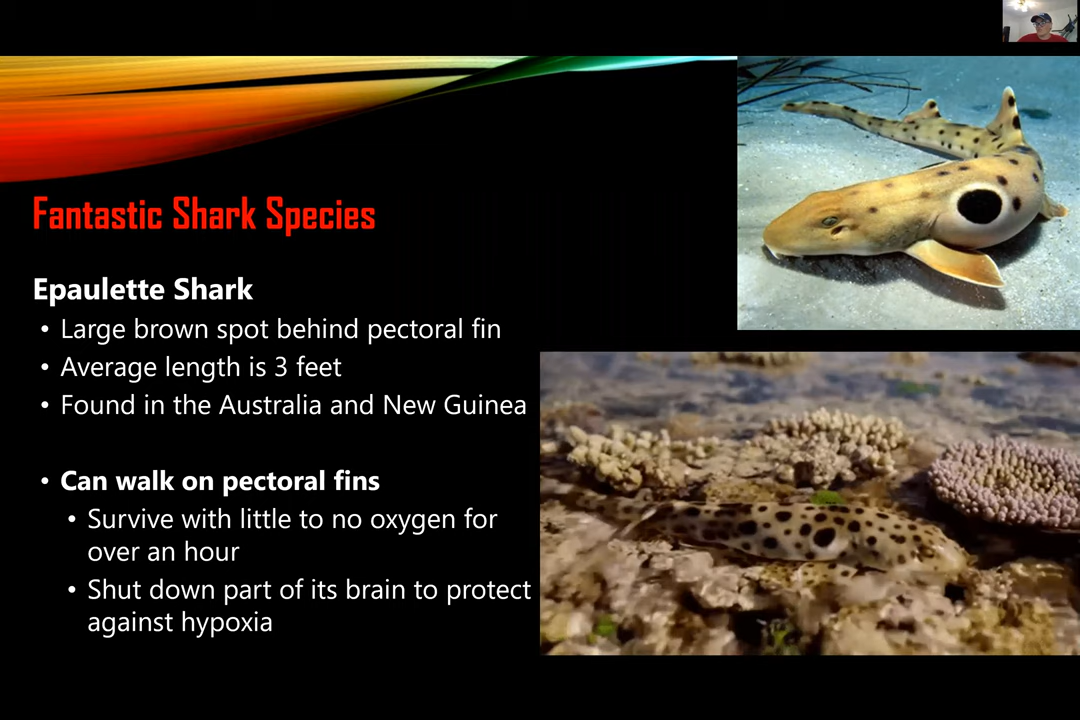 Fantastic Shark Species
Epaulette Shark
• Large brown spot behind pectoral fin
• Average length is 3 feet
• Found in the Australia and New Guinea
• Can walk on pectoral fins
• Survive with little to no oxygen for
over an hour
• Shut down part of its brain to protect
against hypoxia